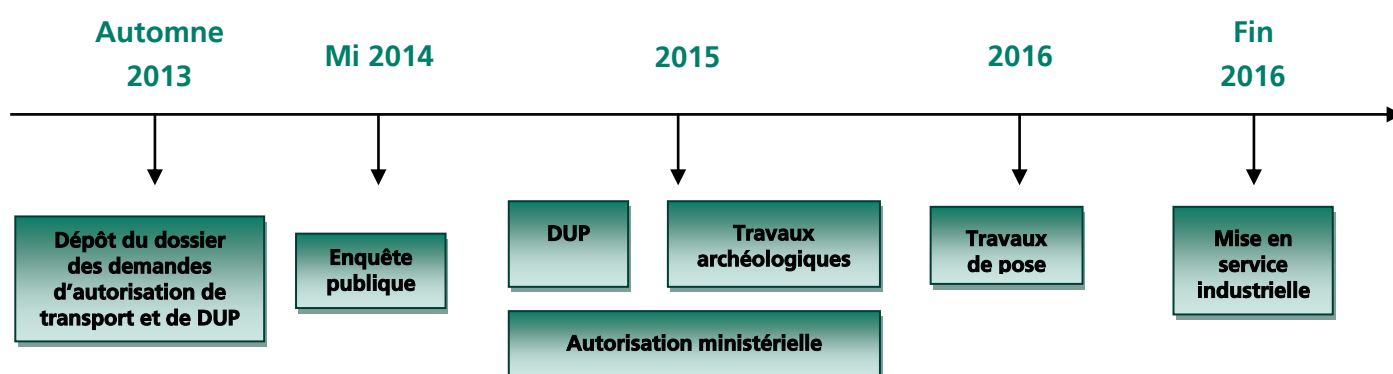 Automne
2013
Mi 2014
2015
2016
Fin
2016
Dépôt du dossier
des demandes
d'autorisation de
transport et de DUP
Enquête
publique
DUP
Travaux
archéologiques
Autorisation ministérielle
Travaux
de pose
Mise en
service
industrielle